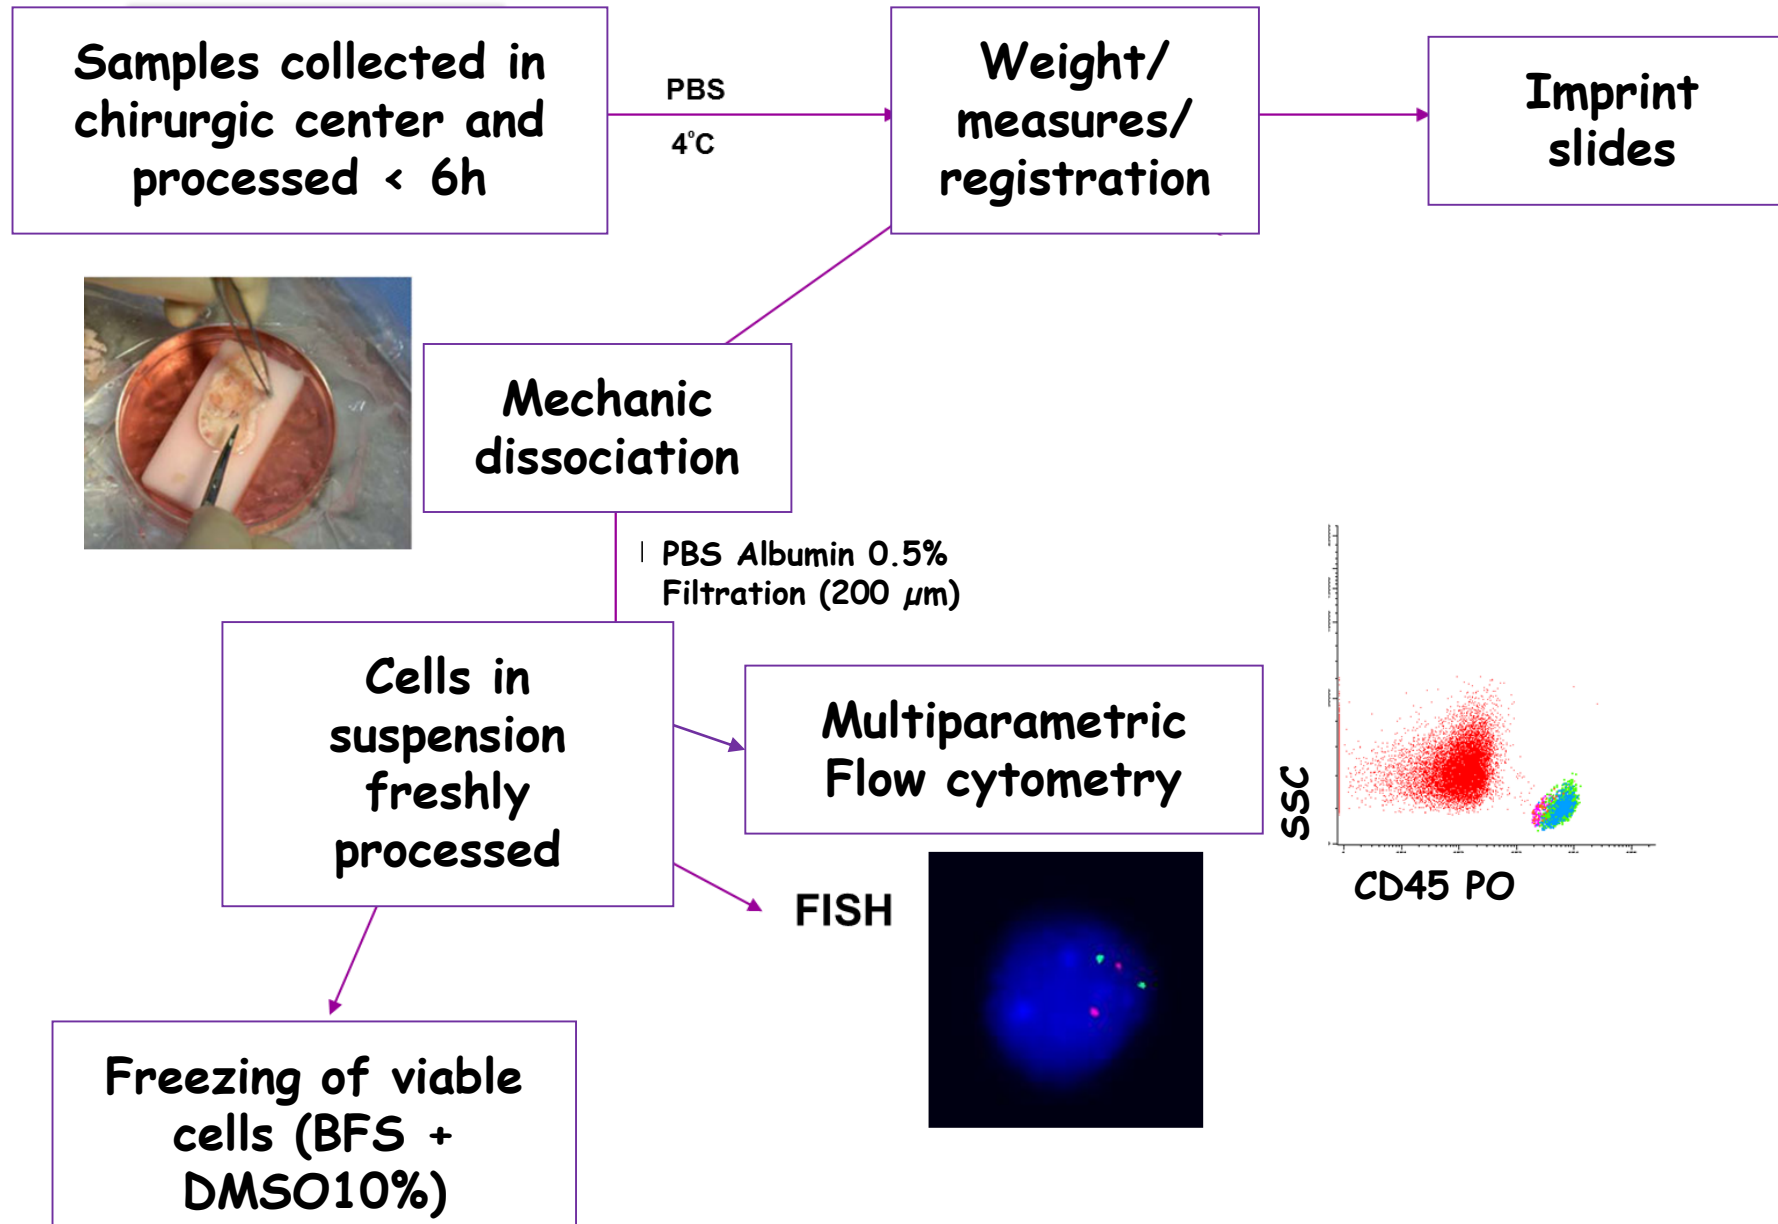 Samples collected in
chirurgic center and
processed < 6h
PBS
4°C
Weight/
measures/
registration
Imprint
slides
Mechanic
dissociation
PBS Albumin 0.5%
Filtration (200 µm)
Cells in
suspension
freshly
processed
Multiparametric
Flow cytometry
SSC
CD45 PO
FISH
Freezing of viable
cells (BFS +
DMSO10%)